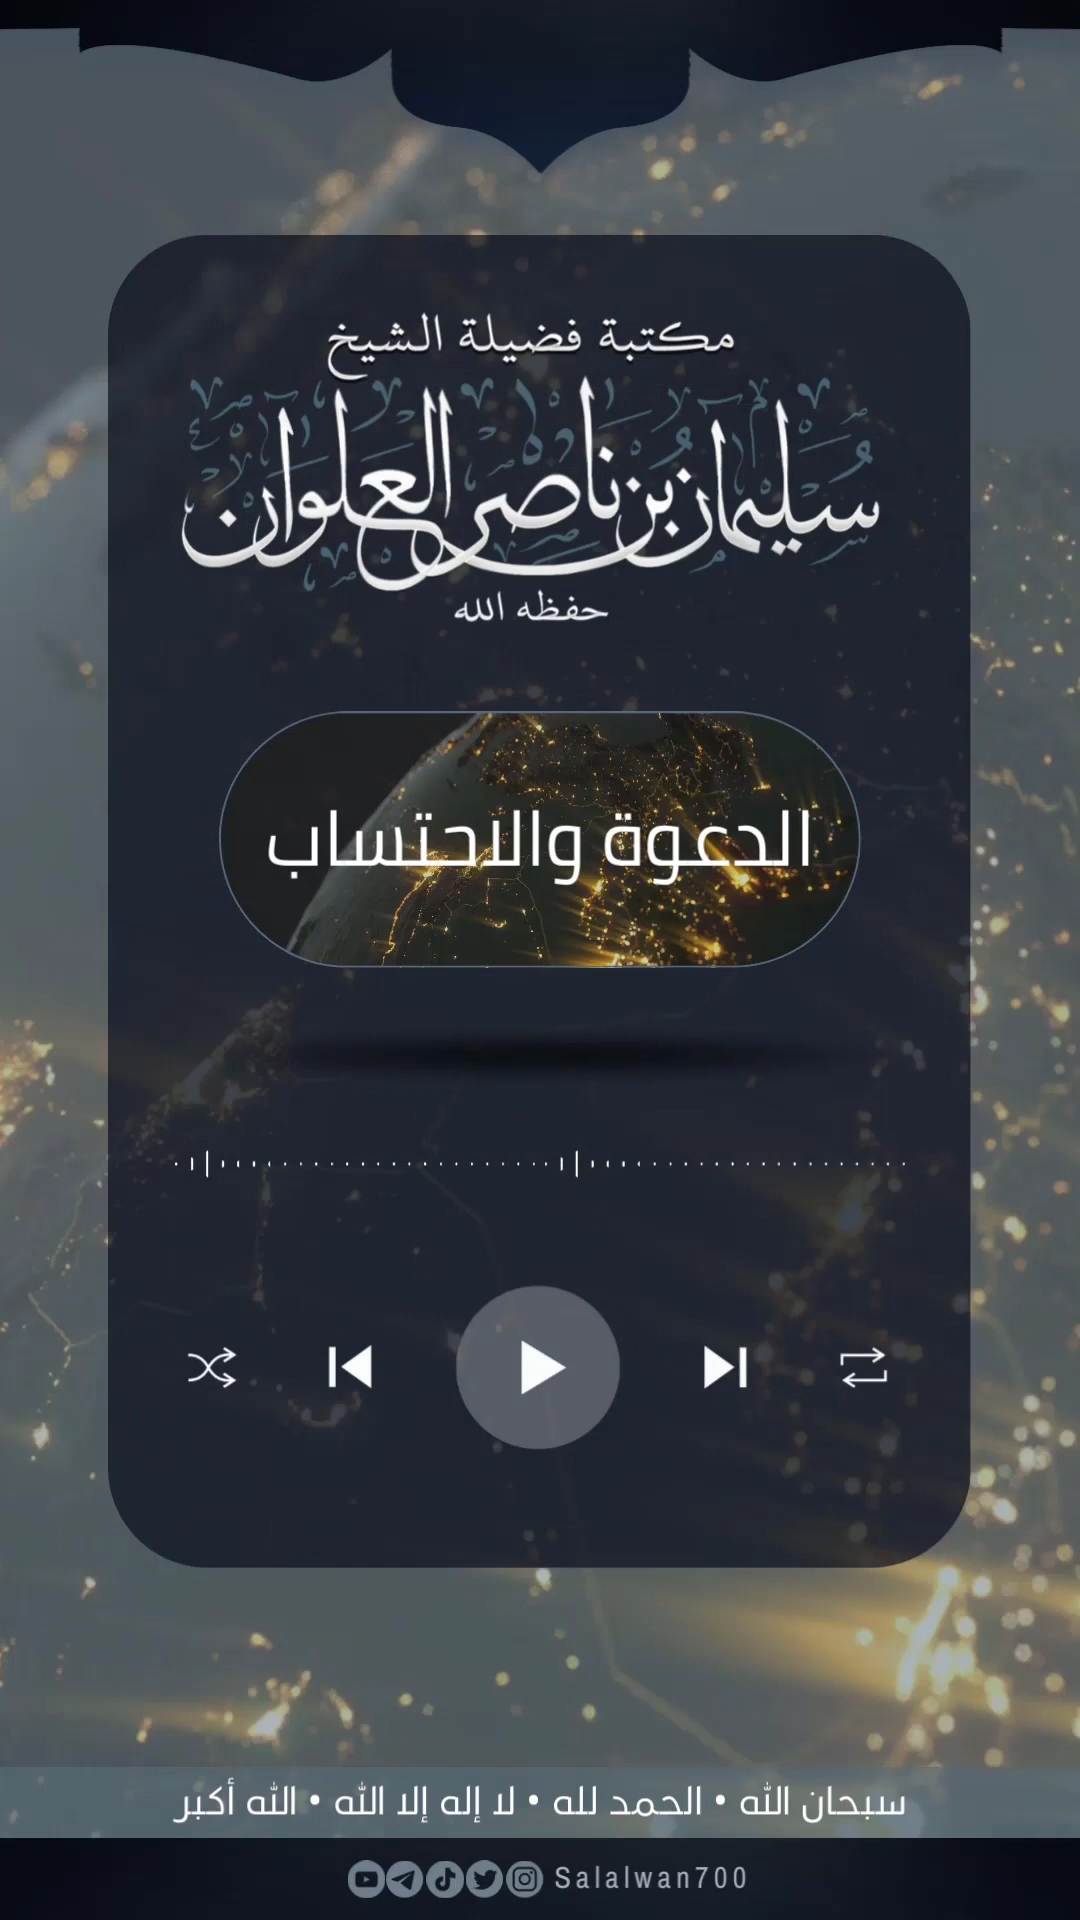 مكتبة فضيلة الشيخ
سليمان بن ناصر العلوان
حفظه الله
الدعوة والاحتساب
سبحان الله • الحمد لله • لا إله إلا الله • الله أكبر
Salalwan700